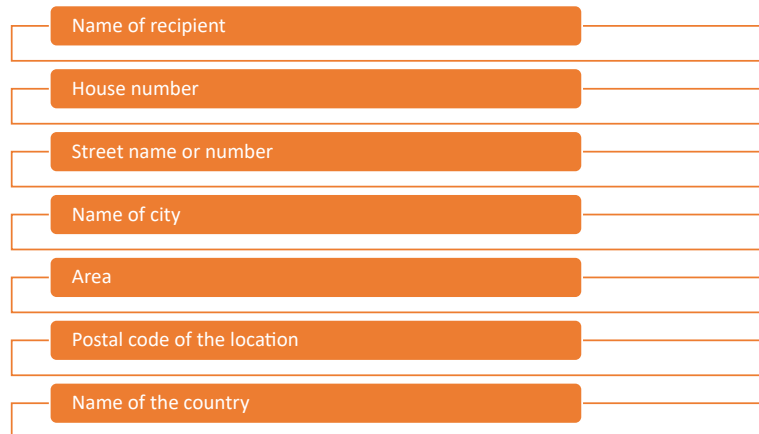 Name of recipient
House number
Street name or number
Name of city
Area
Postal code of the location
Name of the country